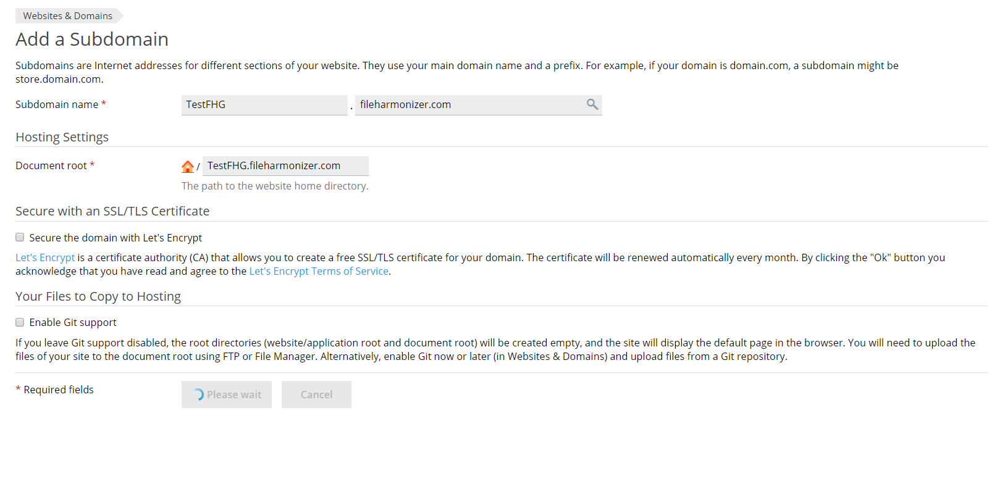 Websites & Domains
Add a Subdomain
Subdomains are Internet addresses for different sections of your website. They use your main domain name and a prefix. For example, if your domain is domain.com, a subdomain might be
store.domain.com.
Subdomain name * TestFHG . fileharmonizer.com
Hosting Settings
Document root * / TestFHG.fileharmonizer.com
The path to the website home directory.
Secure with an SSL/TLS Certificate
Secure the domain with Let's Encrypt
Let's Encrypt is a certificate authority (CA) that allows you to create a free SSL/TLS certificate for your domain. The certificate will be renewed automatically every month. By clicking the "Ok" button you
acknowledge that you have read and agree to the Let's Encrypt Terms of Service.
Your Files to Copy to Hosting
Enable Git support
If you leave Git support disabled, the root directories (website/application root and document root) will be created empty, and the site will display the default page in the browser. You will need to upload the
files of your site to the document root using FTP or File Manager. Alternatively, enable Git now or later (in Websites & Domains) and upload files from a Git repository.
* Required fields Please wait Cancel